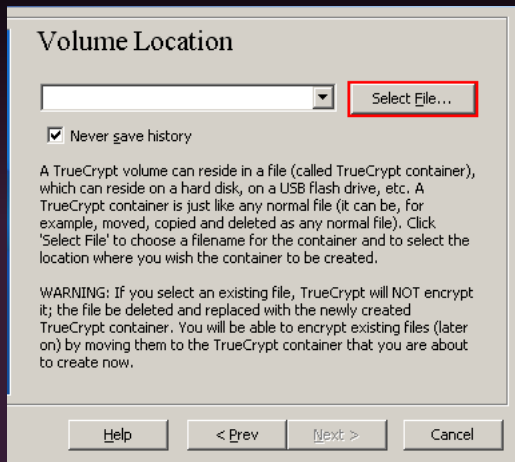 Volume Location
Select File...
Never save history
A TrueCrypt volume can reside in a file (called TrueCrypt container),
which can reside on a hard disk, on a USB flash drive, etc. A
TrueCrypt container is just like any normal file (it can be, for
example, moved, copied and deleted as any normal file). Click
'Select File' to choose a filename for the container and to select the
location where you wish the container to be created.
WARNING: If you select an existing file, TrueCrypt will NOT encrypt
it; the file be deleted and replaced with the newly created
TrueCrypt container. You will be able to encrypt existing files (later
on) by moving them to the TrueCrypt container that you are about
to create now.
Help
< Prev
Next >
Cancel